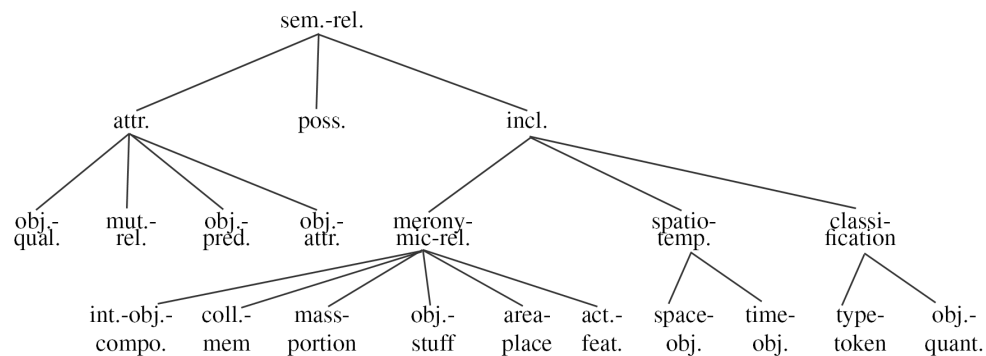 sem.-rel.
attr. poss. incl.
obj.- mut.- obj.- obj.- merony- spatio- classi-
qual. rel. pred. attr. mic-rel. temp. fication
int.-obj.- coll.- mass- obj.- area- act.- space- time- type- obj.-
compo. mem portion stuff place feat. obj. obj. token quant.